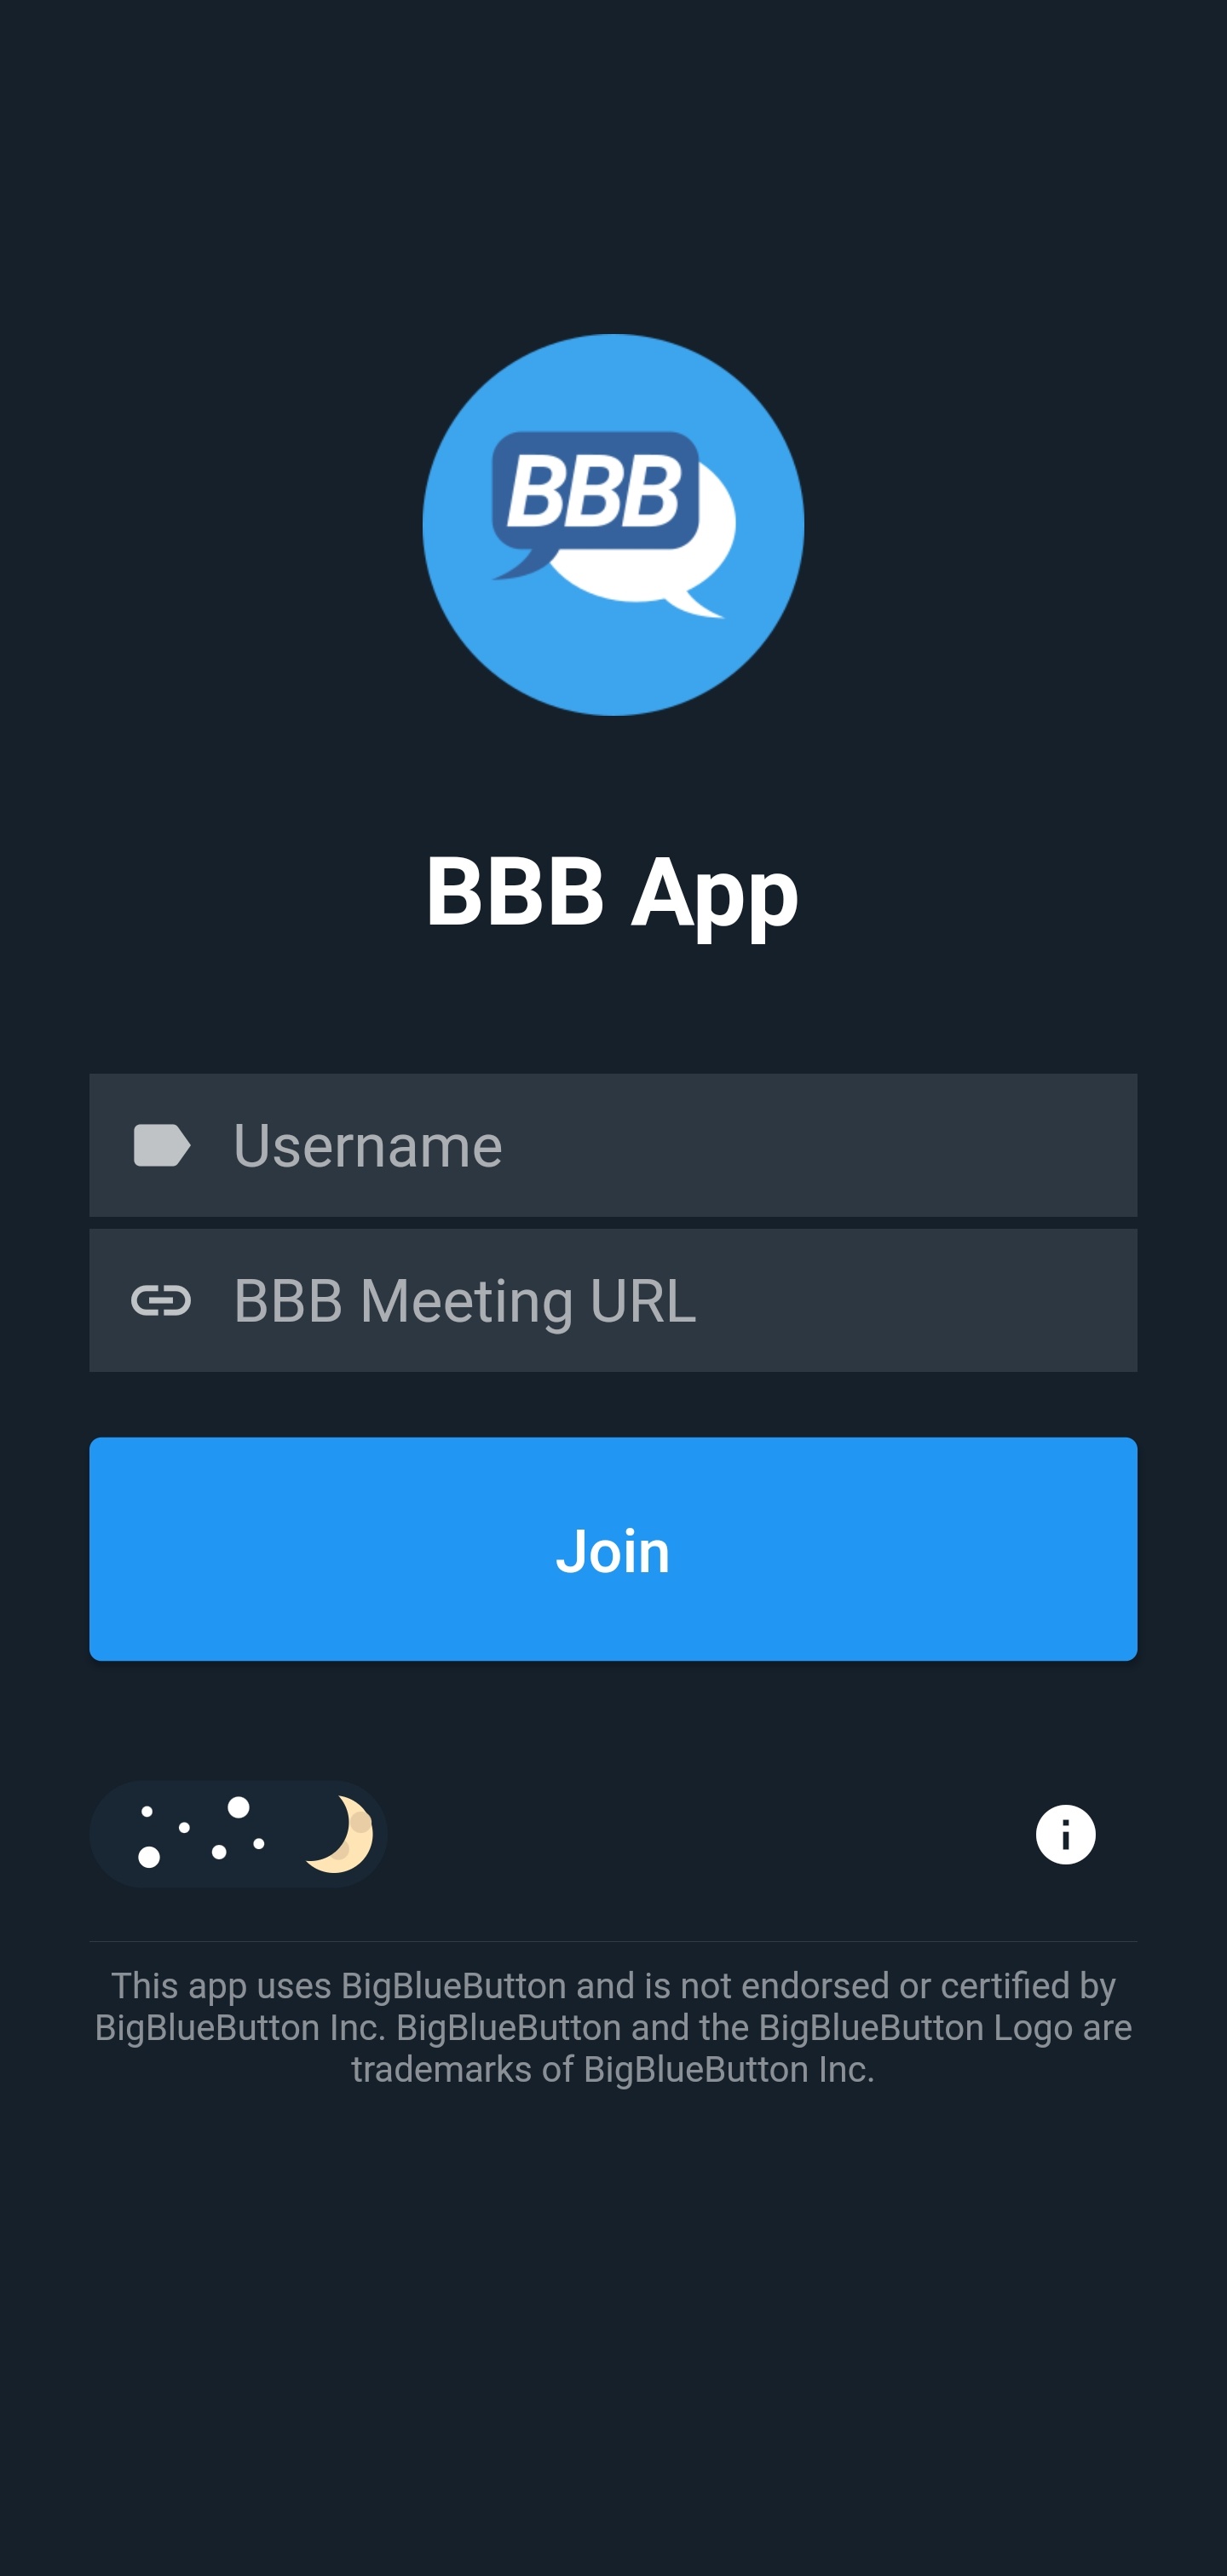 BBB
BBB App
Username
BBB Meeting URL
Join
This app uses BigBlueButton and is not endorsed or certified by
BigBlueButton Inc. BigBlueButton and the BigBlueButton Logo are
trademarks of BigBlueButton Inc.